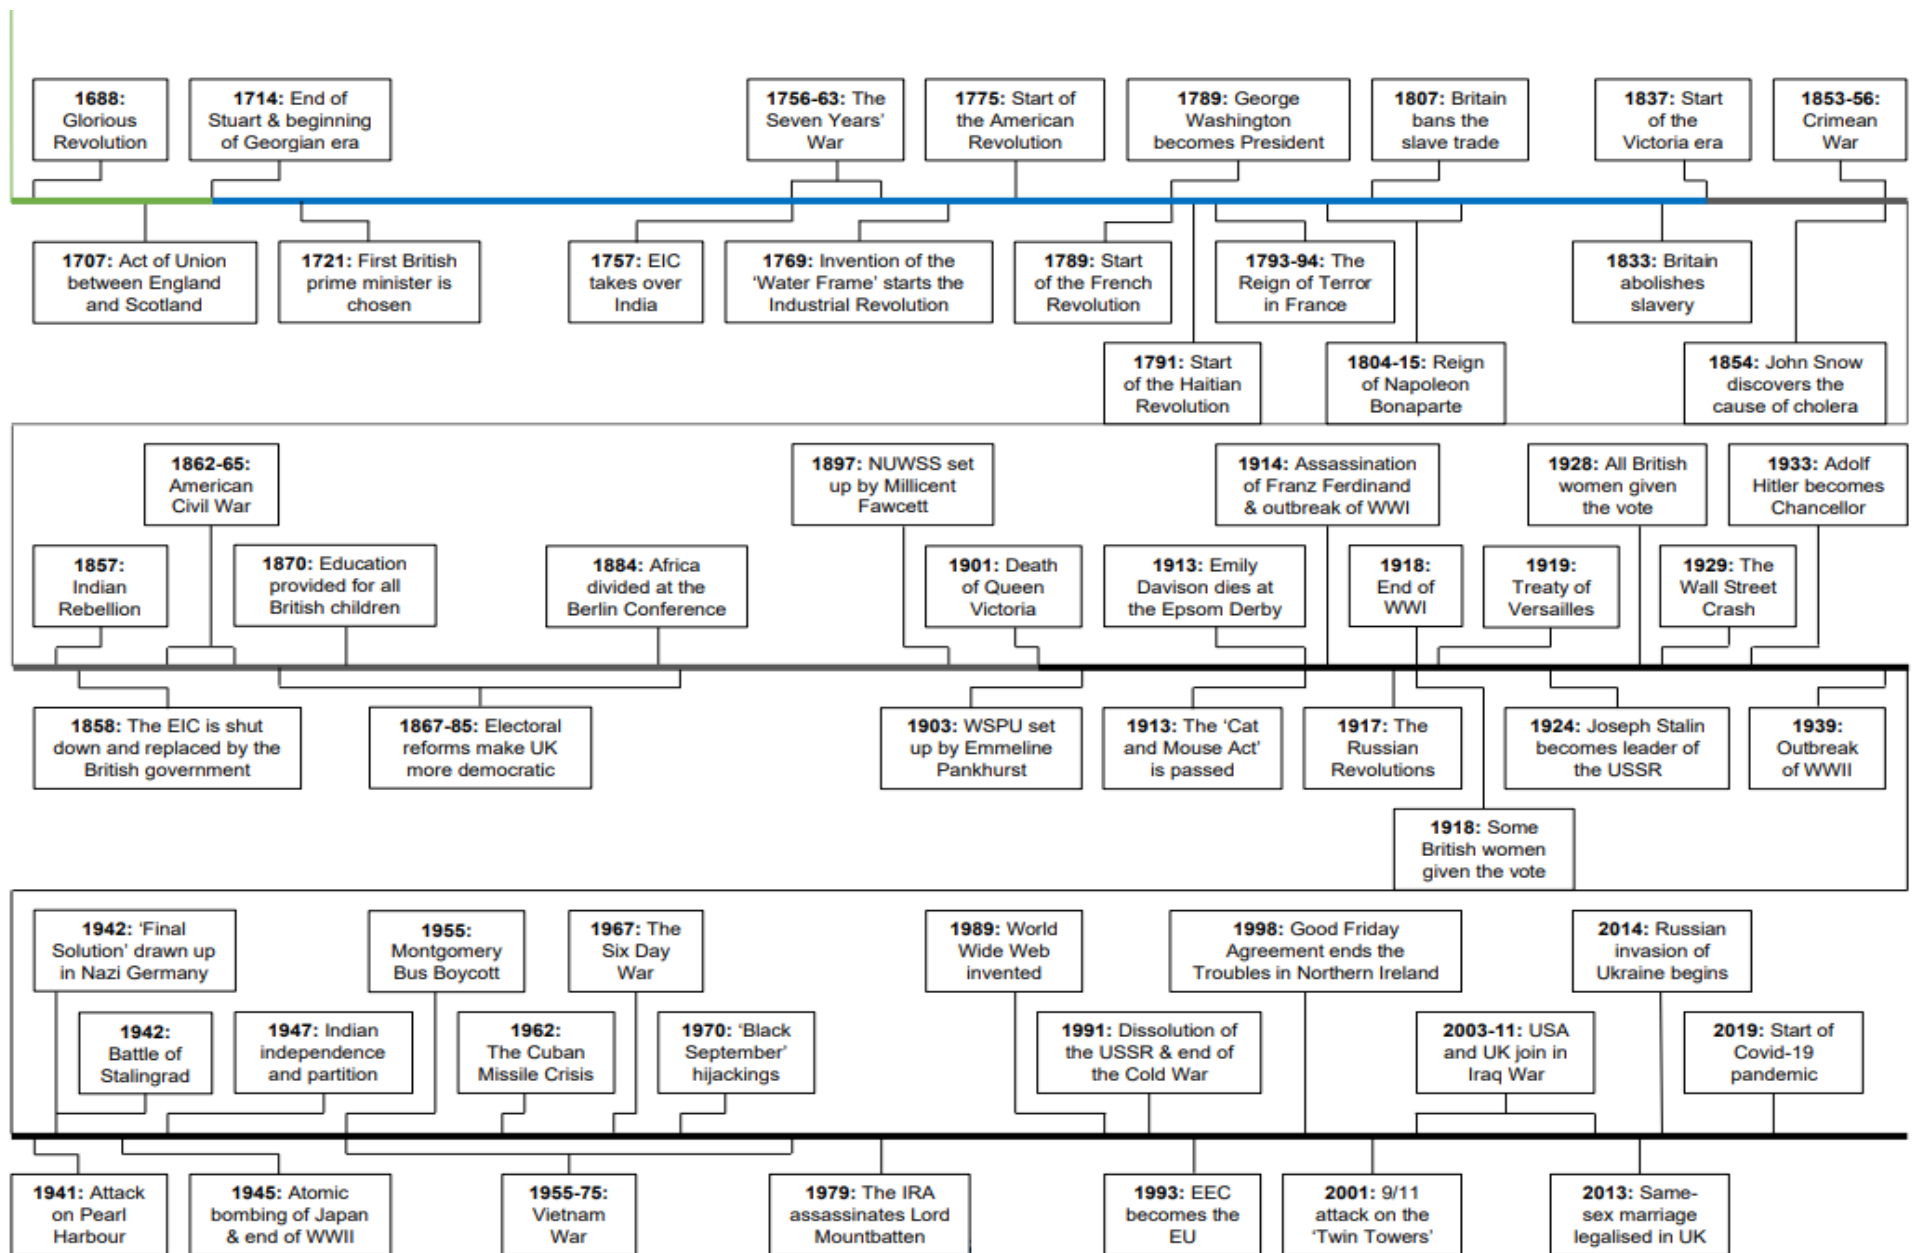 1688:
Glorious
Revolution
1714: End of
Stuart & beginning
of Georgian era
1756-63: The
Seven Years'
War
1775: Start of
the American
Revolution
1789: George
Washington
becomes President
1807: Britain
bans the
slave trade
1837: Start
of the
Victoria era
1853-56:
Crimean
War
1707: Act of Union
between England
and Scotland
1721: First British
prime minister is
chosen
1757: EIC
takes over
India
1769: Invention of the
‘Water Frame’ starts the
Industrial Revolution
1789: Start
of the French
Revolution
1793-94: The
Reign of Terror
in France
1833: Britain
abolishes
slavery
1791: Start
of the Haitian
Revolution
1804-15: Reign
of Napoleon
Bonaparte
1854: John Snow
discovers the
cause of cholera
1862-65:
American
Civil War
1897: NUWSS set
up by Millicent
Fawcett
1914: Assassination
of Franz Ferdinand
& outbreak of WWI
1928: All British
women given
the vote
1933: Adolf
Hitler becomes
Chancellor
1857:
Indian
Rebellion
1870: Education
provided for all
British children
1884: Africa
divided at the
Berlin Conference
1901: Death
of Queen
Victoria
1913: Emily
Davison dies at
the Epsom Derby
1918:
End of
WWI
1919:
Treaty of
Versailles
1929: The
Wall Street
Crash
1858: The EIC is shut
down and replaced by the
British government
1867-85: Electoral
reforms make UK
more democratic
1903: WSPU set
up by Emmeline
Pankhurst
1913: The ‘Cat
and Mouse Act’
is passed
1917: The
Russian
Revolutions
1924: Joseph Stalin
becomes leader of
the USSR
1939:
Outbreak
of WWII
1918: Some
British women
given the vote
1942: ‘Final
Solution’ drawn up
in Nazi Germany
1955:
Montgomery
Bus Boycott
1967: The
Six Day
War
1989: World
Wide Web
invented
1998: Good Friday
Agreement ends the
Troubles in Northern Ireland
2014: Russian
invasion of
Ukraine begins
1942:
Battle of
Stalingrad
1947: Indian
independence
and partition
1962:
The Cuban
Missile Crisis
1970: ‘Black
September’
hijackings
1991: Dissolution of
the USSR & end of
the Cold War
2003-11: USA
and UK join in
Iraq War
2019: Start of
Covid-19
pandemic
1941: Attack
on Pearl
Harbour
1945: Atomic
bombing of Japan
& end of WWII
1955-75:
Vietnam
War
1979: The IRA
assassinates Lord
Mountbatten
1993: EEC
becomes the
EU
2001: 9/11
attack on the
‘Twin Towers’
2013: Same-
sex marriage
legalised in UK